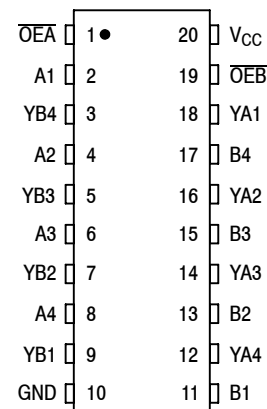 O̅E̅A̅ 1 20 VCC
A1 2 19 O̅E̅B̅
YB4 3 18 YA1
A2 4 17 B4
YB3 5 16 YA2
A3 6 15 B3
YB2 7 14 YA3
A4 8 13 B2
YB1 9 12 YA4
GND 10 11 B1